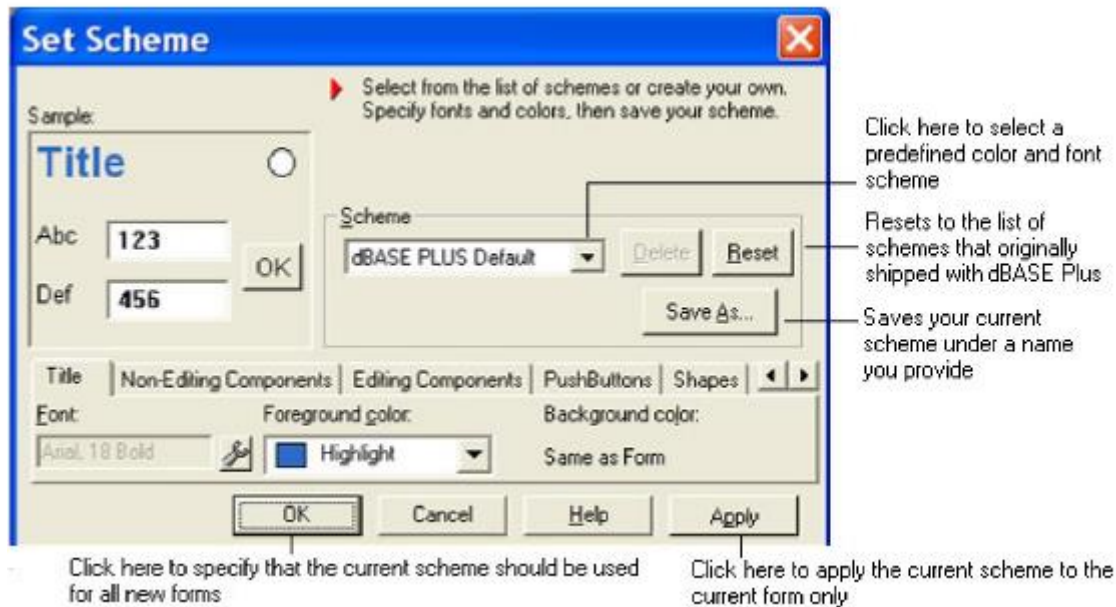 Set Scheme
Select from the list of schemes or create your own.
Specify fonts and colors, then save your scheme.
Sample:
Title
Abc
123
OK
Def
456
Scheme
dBASE PLUS Default
Delete
Reset
Save As...
Click here to select a
predefined color and font
scheme
Resets to the list of
schemes that originally
shipped with dBASE Plus
Saves your current
scheme under a name
you provide
Title Non-Editing Components Editing Components PushButtons Shapes
Font: Foreground color: Background color:
Arial, 18 Bold Highlight Same as Form
OK Cancel Help Apply
Click here to specify that the current scheme should be used
for all new forms
Click here to apply the current scheme to the
current form only